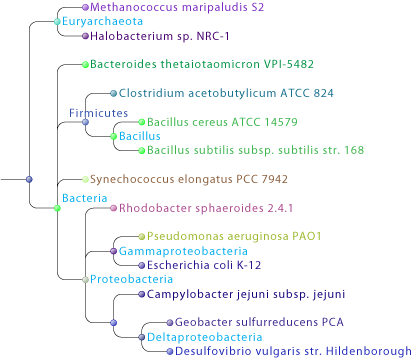 Methanococcus maripaludis S2
Euryarchaeota
Halobacterium sp. NRC-1
Bacteroides thetaiotaomicron VPI-5482
Clostridium acetobutylicum ATCC 824
Firmicutes
Bacillus cereus ATCC 14579
Bacillus
Bacillus subtilis subsp. subtilis str. 168
Synechococcus elongatus PCC 7942
Bacteria
Rhodobacter sphaeroides 2.4.1
Pseudomonas aeruginosa PAO1
Gammaproteobacteria
Escherichia coli K-12
Proteobacteria
Campylobacter jejuni subsp. jejuni
Geobacter sulfurreducens PCA
Deltaproteobacteria
Desulfovibrio vulgaris str. Hildenborough